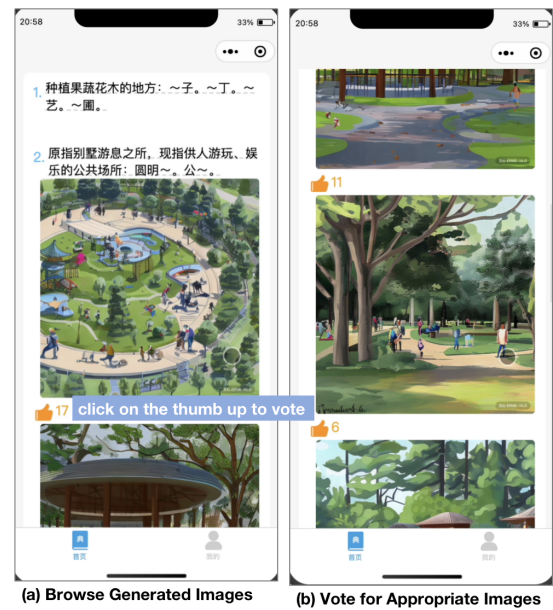 20:58
33%
1. 种植果蔬花木的地方：～子。～丁。～
艺。～圃。
2. 原指别墅游息之所，现指供人游玩、娱
乐的公共场所：圆明～。公～。
17
click on the thumb up to vote
首页
我的
(a) Browse Generated Images
20:58
33%
11
6
首页
我的
(b) Vote for Appropriate Images